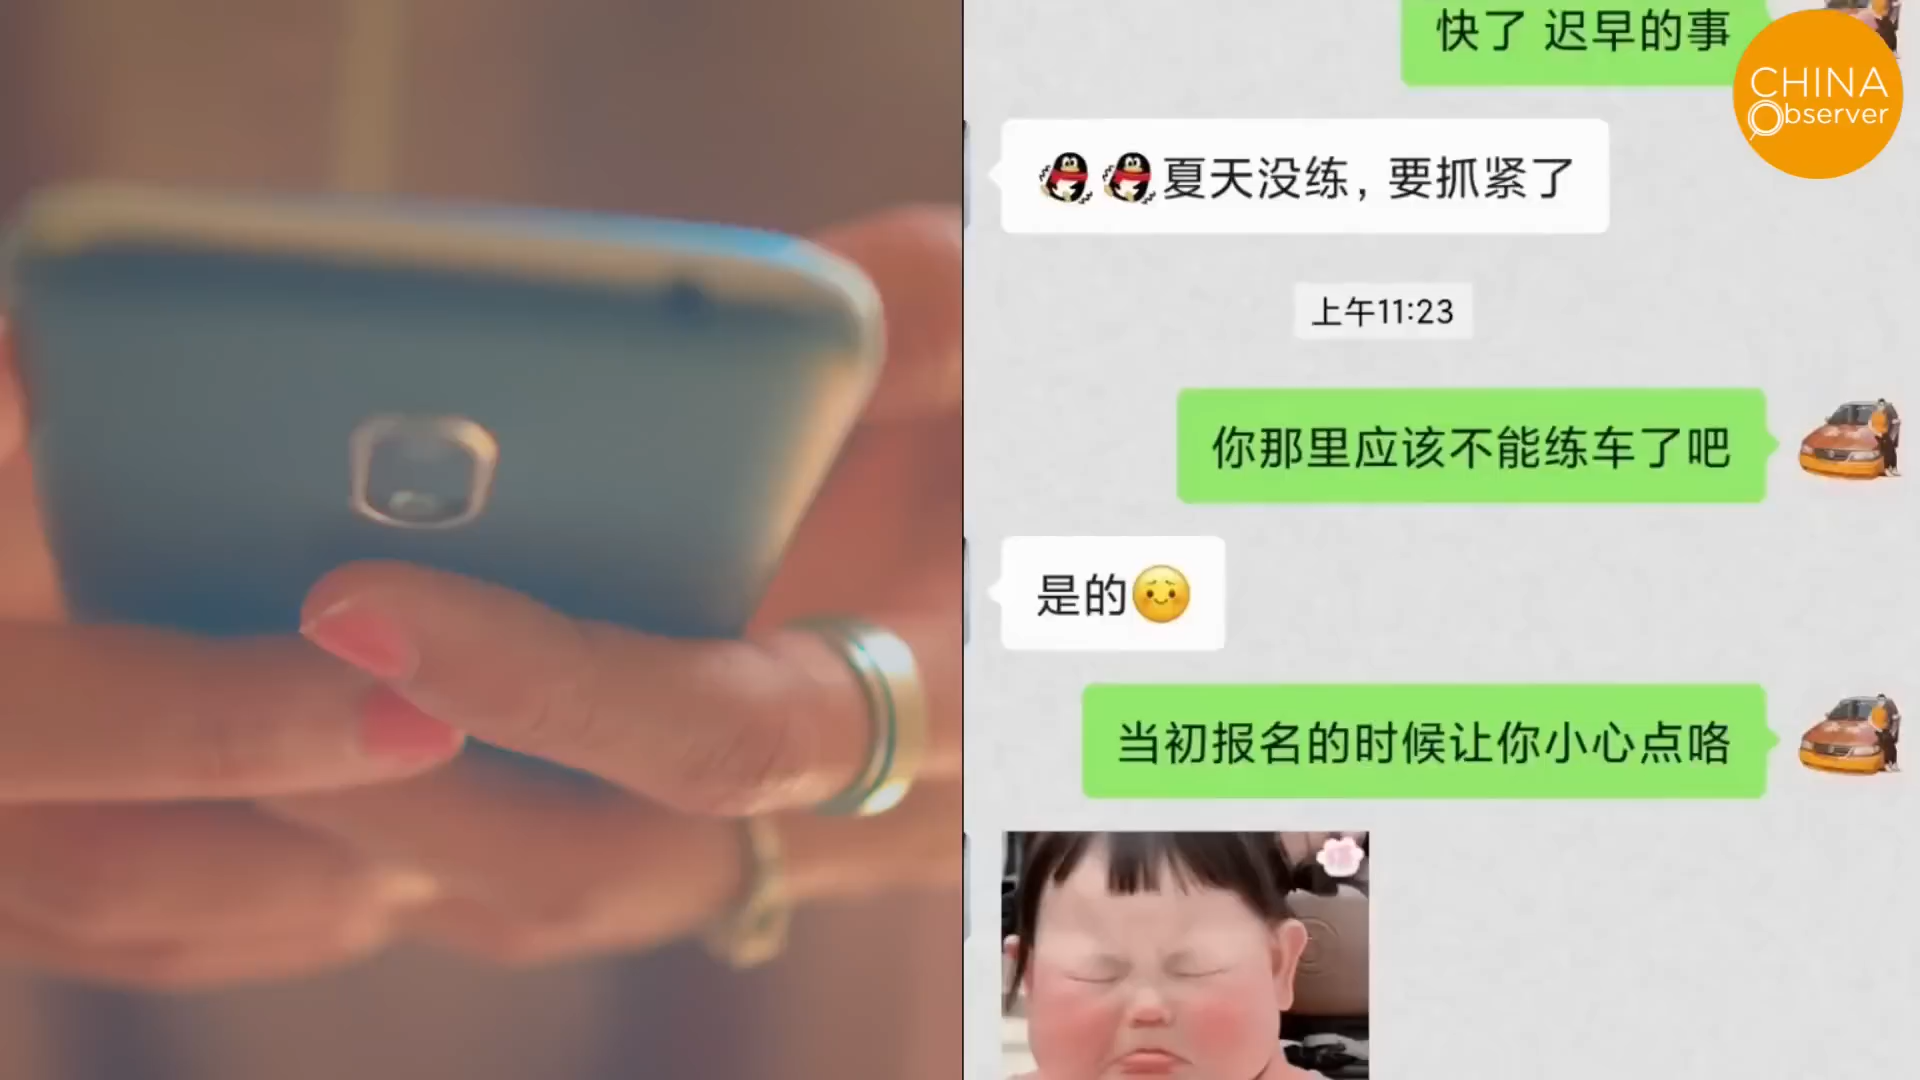 快了 迟早的事
CHINA
Observer
夏天没练，要抓紧了
上午11:23
你那里应该不能练车了吧
是的
当初报名的时候让你小心点咯